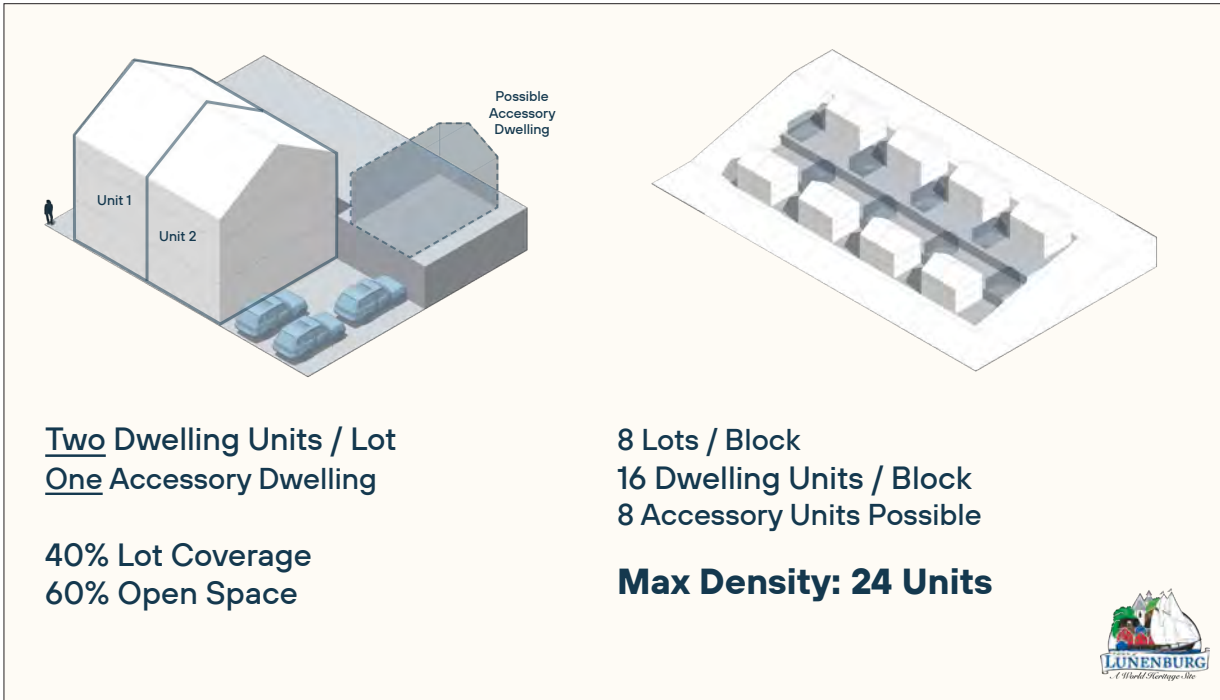 Possible
Accessory
Dwelling
Unit 1
Unit 2
Two Dwelling Units / Lot
One Accessory Dwelling
40% Lot Coverage
60% Open Space
8 Lots / Block
16 Dwelling Units / Block
8 Accessory Units Possible
Max Density: 24 Units
LUNENBURG
A World Heritage Site